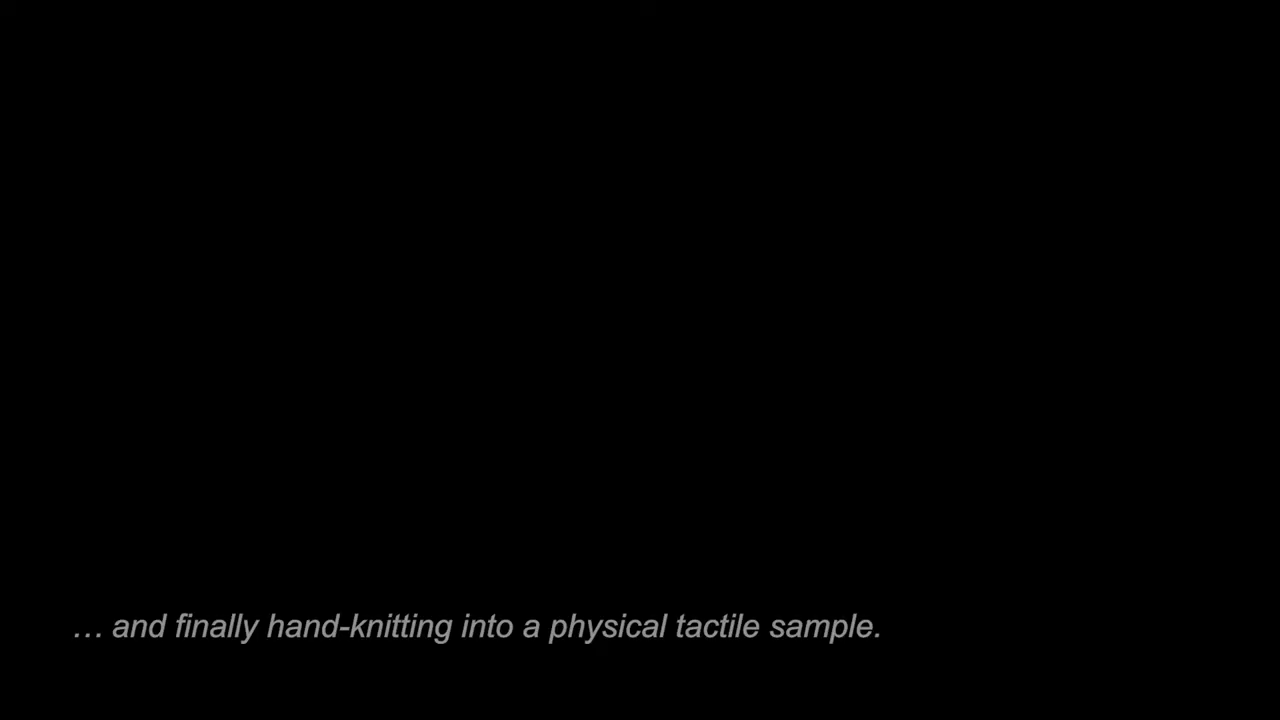 … and finally hand-knitting into a physical tactile sample.